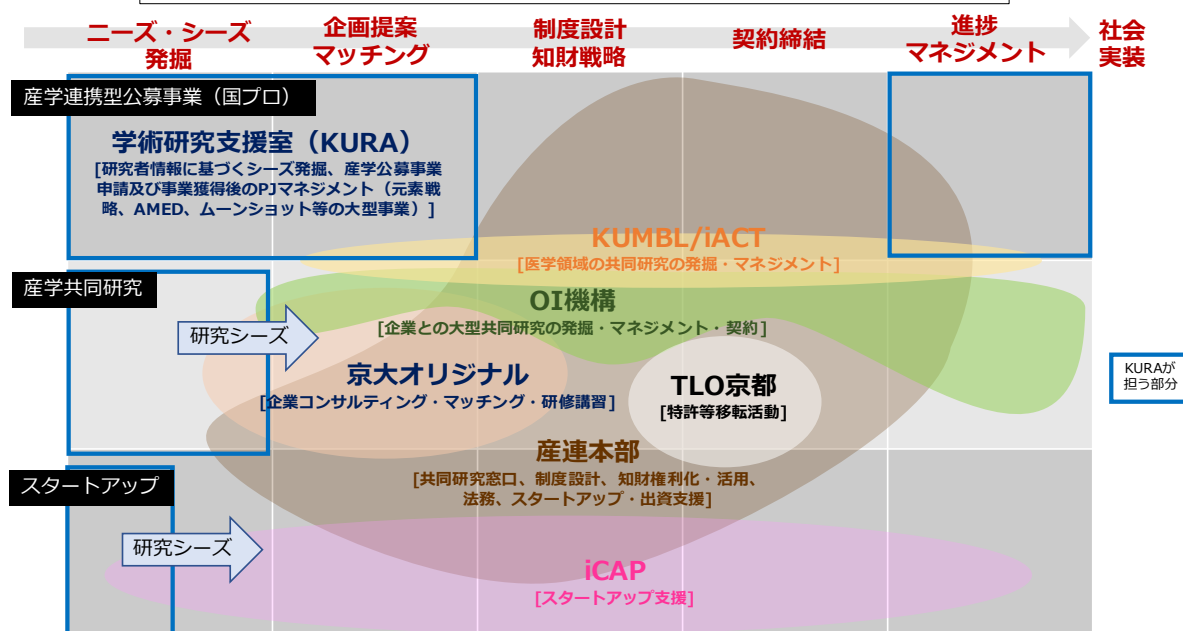 ニーズ・シーズ
発掘
企画提案
マッチング
制度設計
知財戦略
契約締結
進捗
マネジメント
社会
実装
産学連携型公募事業（国プロ）
学術研究支援室（KURA）
[研究者情報に基づくシーズ発掘、産学公募事業
申請及び事業獲得後のPJマネジメント（元素戦
略、AMED、ムーンショット等の大型事業）]
KUMBL/iACT
[医学領域の共同研究の発掘・マネジメント]
産学共同研究
OI機構
[企業との大型共同研究の発掘・マネジメント・契約]
研究シーズ
京大オリジナル
[企業コンサルティング・マッチング・研修講習]
TLO京都
[特許等移転活動]
KURAが
担う部分
産連本部
[共同研究窓口、制度設計、知財権利化・活用、
法務、スタートアップ・出資支援]
スタートアップ
研究シーズ
iCAP
[スタートアップ支援]